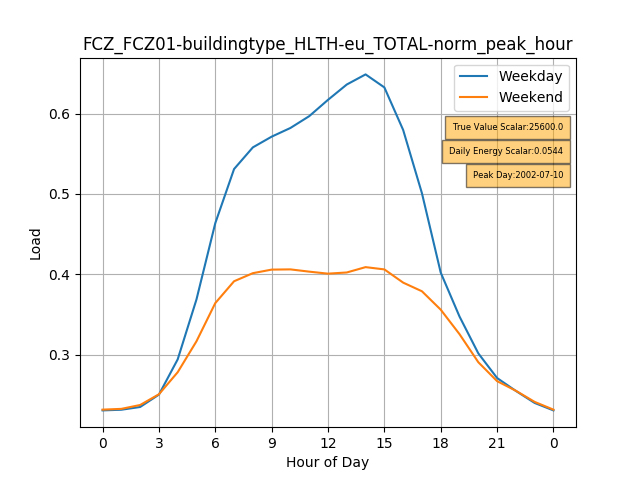 FCZ_FCZ01-buildingtype_HLTH-eu_TOTAL-norm_peak_hour
Weekday
Weekend
True Value Scalar:25600.0
Daily Energy Scalar:0.0544
Peak Day:2002-07-10
Load
0.6
0.5
0.4
0.3
0 3 6 9 12 15 18 21 0
Hour of Day